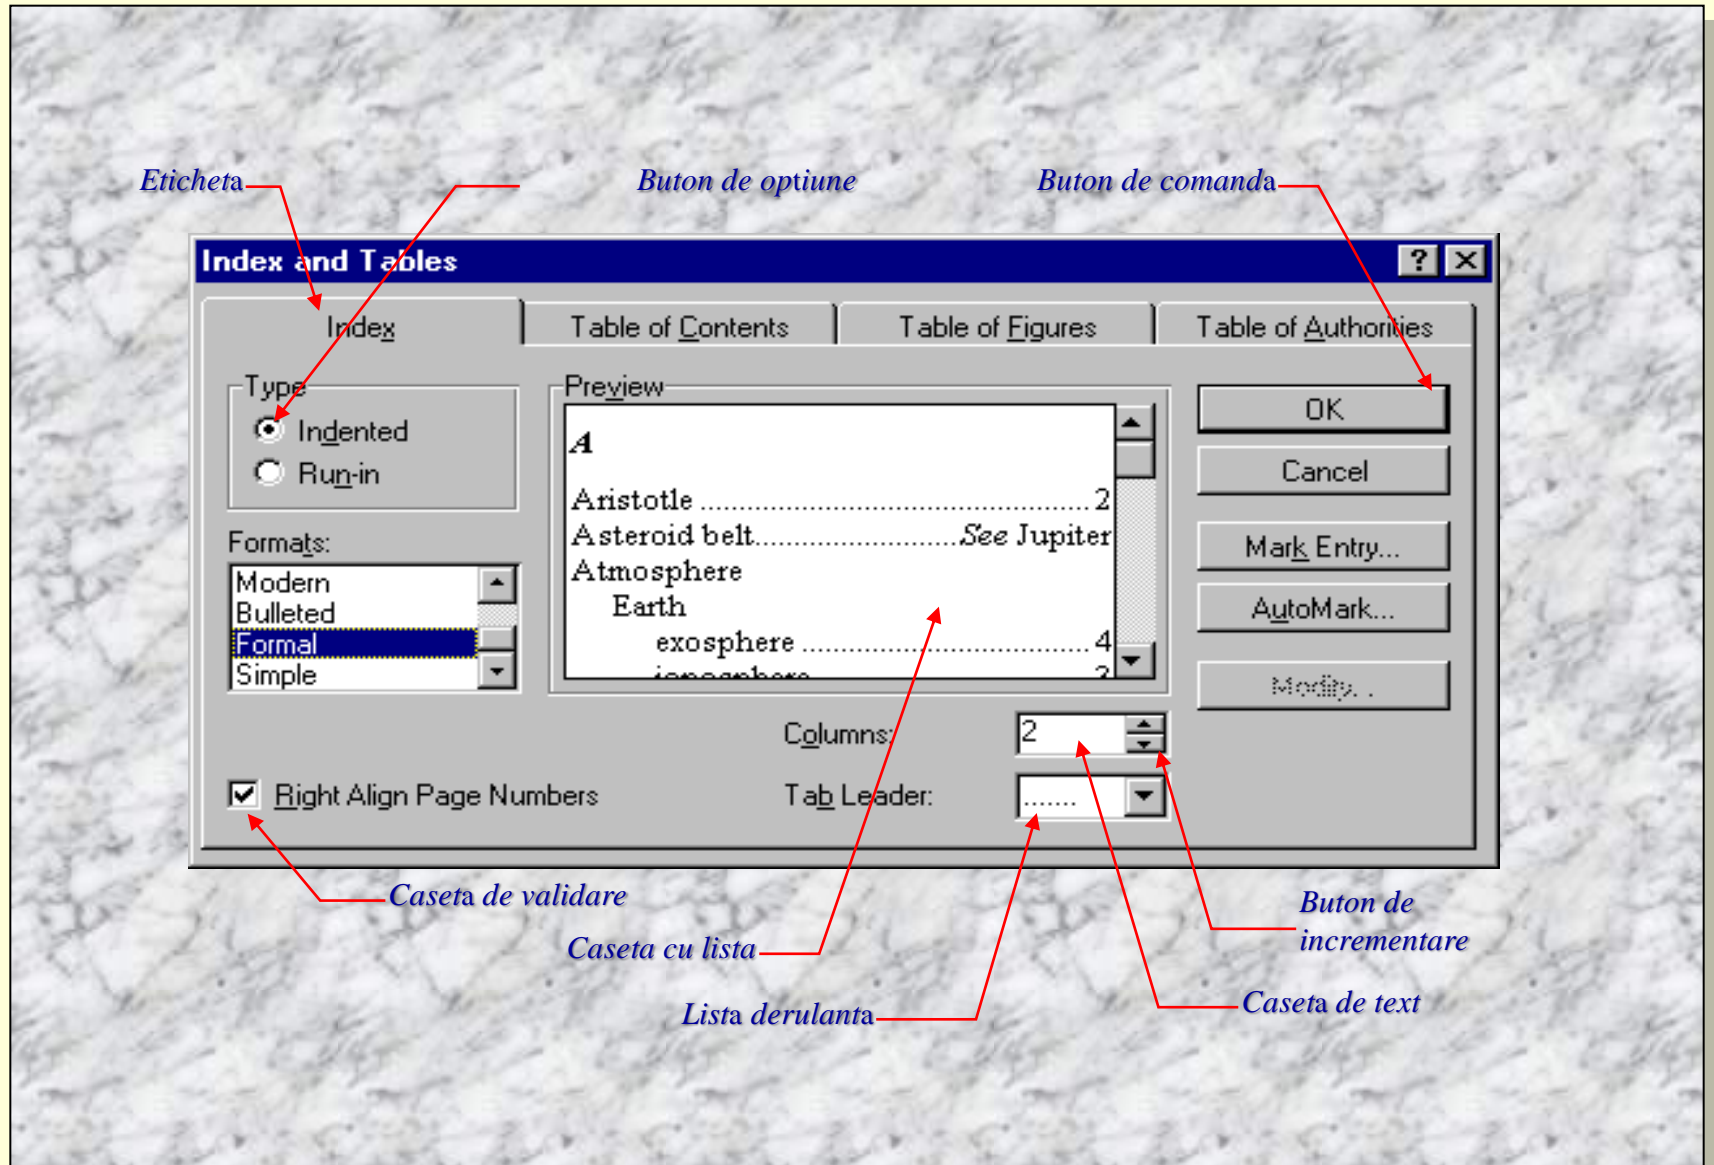 Eticheta
Buton de optiune
Buton de comanda
Index and Tables
Index
Table of Contents
Table of Figures
Table of Authorities
Type
Indented
Run-in
Formats:
Modern
Bulleted
Formal
Simple
Preview
A
Aristotle ............................................. 2
Asteroid belt.......................See Jupiter
Atmosphere
Earth
exosphere ................................. 4
ionosphere ................................ 3
OK
Cancel
Mark Entry...
AutoMark...
Modify...
Columns:
2
Right Align Page Numbers
Tab Leader:
.......
Caseta de validare
Caseta cu lista
Lista derulanta
Buton de
incrementare
Caseta de text